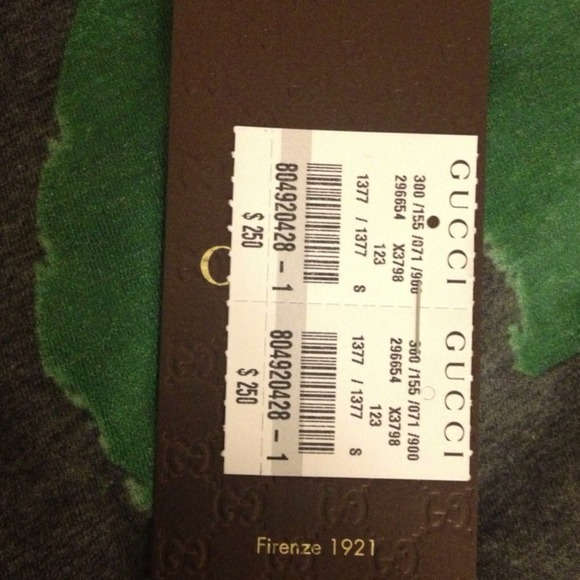 GUCCI
300 /155 /071 /900
296654 X3798
123
1377 / 1377 S
804920428 - 1
$ 250
GUCCI
300 /155 /071 /900
296654 X3798
123
1377 / 1377 S
804920428 - 1
$ 250
Firenze 1921